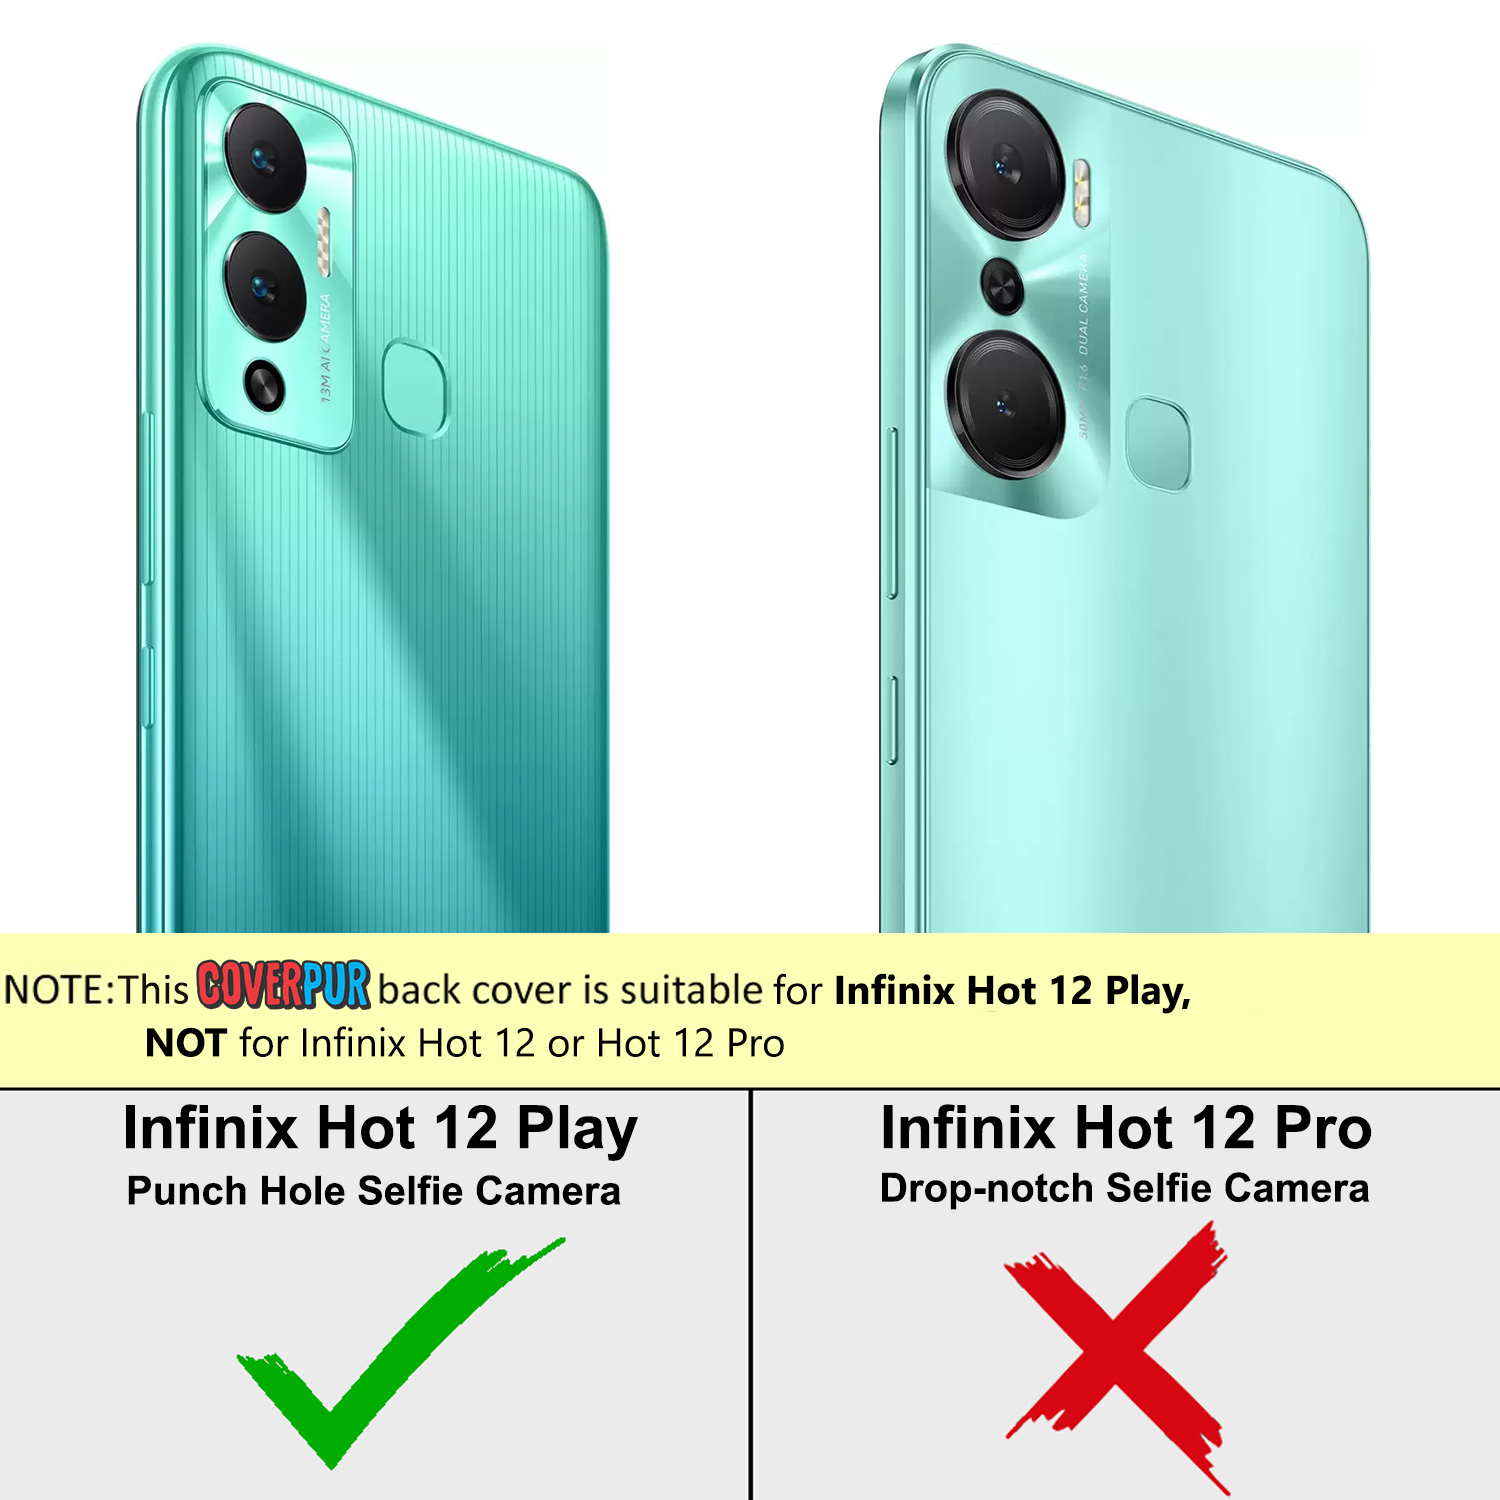 13M AI CAMERA
50MP F1.6 DUAL CAMERA
NOTE:This COVERPUR back cover is suitable for Infinix Hot 12 Play,
NOT for Infinix Hot 12 or Hot 12 Pro
Infinix Hot 12 Play
Punch Hole Selfie Camera
Infinix Hot 12 Pro
Drop-notch Selfie Camera